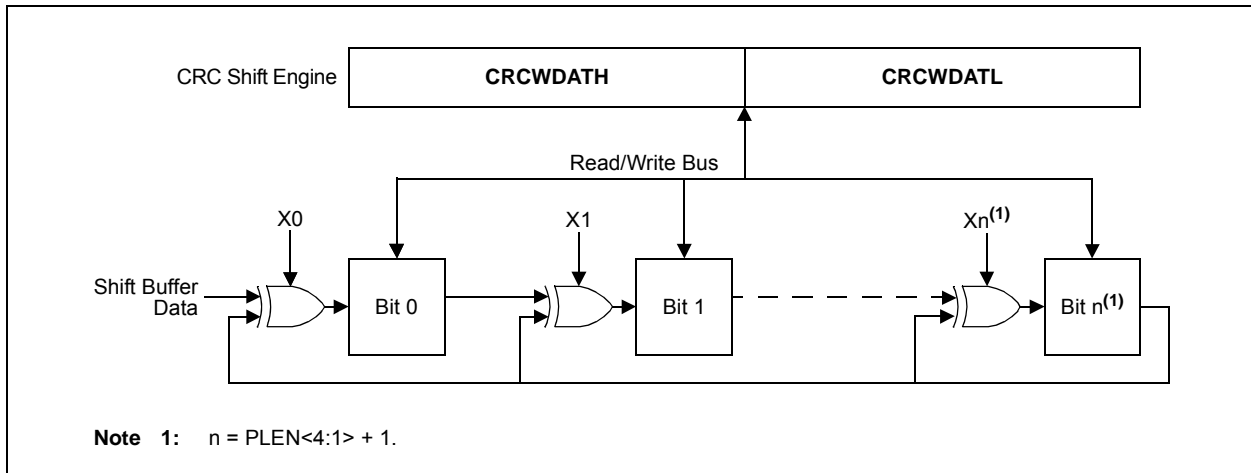 CRC Shift Engine CRCWDATH CRCWDATL
Read/Write Bus
X0 X1 Xn(1)
Shift Buffer
Data
Bit 0 Bit 1 Bit n(1)
Note 1: n = PLEN<4:1> + 1.